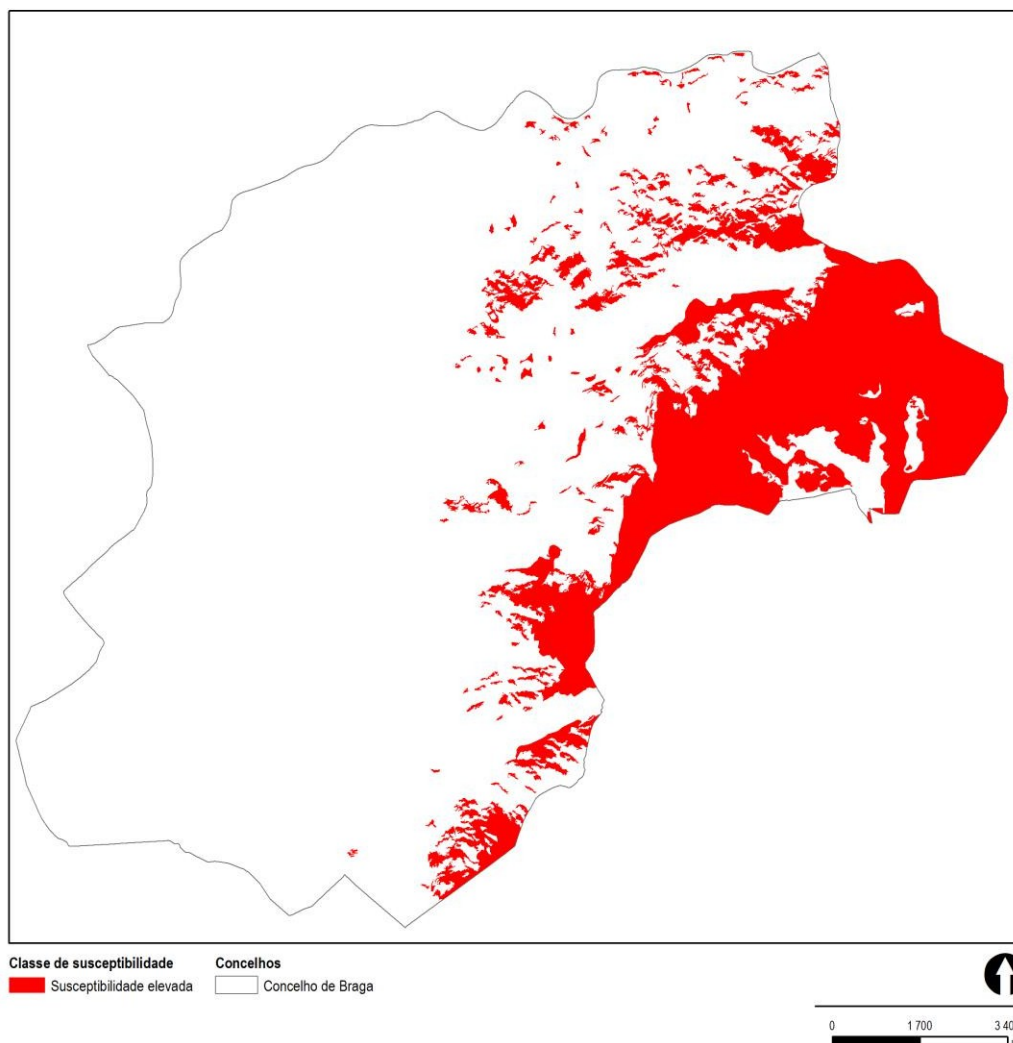 Classe de susceptibilidade
Susceptibilidade elevada
Concelhos
Concelho de Braga
0 1 700